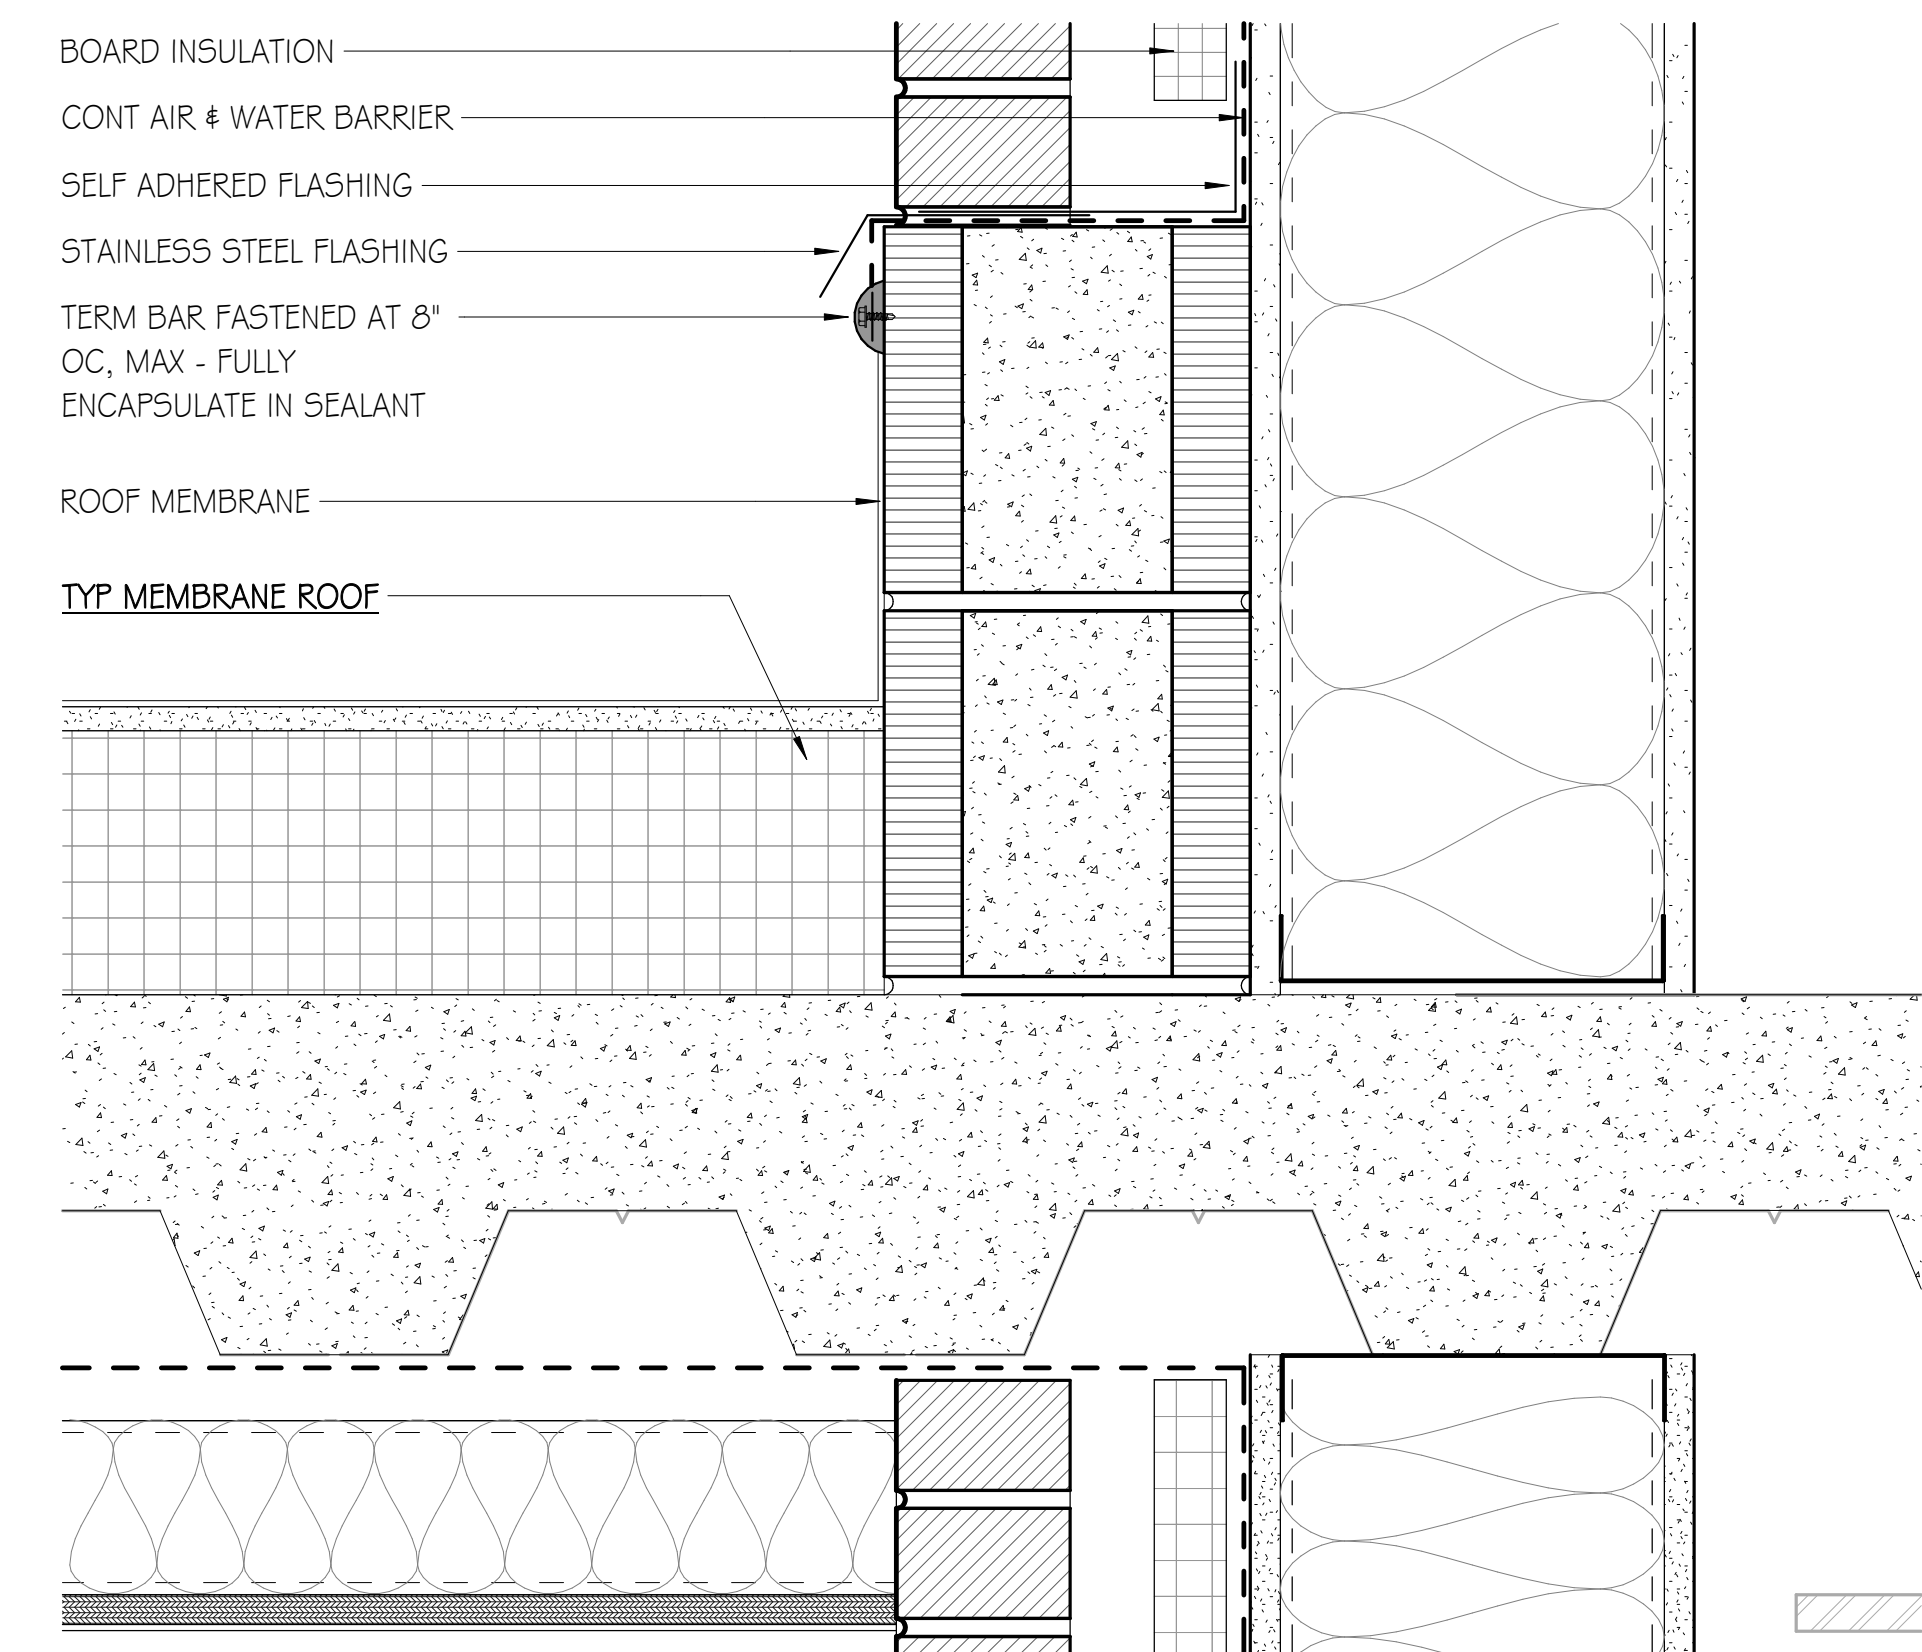 BOARD INSULATION
CONT AIR & WATER BARRIER
SELF ADHERED FLASHING
STAINLESS STEEL FLASHING
TERM BAR FASTENED AT 8"
OC, MAX - FULLY
ENCAPSULATE IN SEALANT
ROOF MEMBRANE
TYP MEMBRANE ROOF